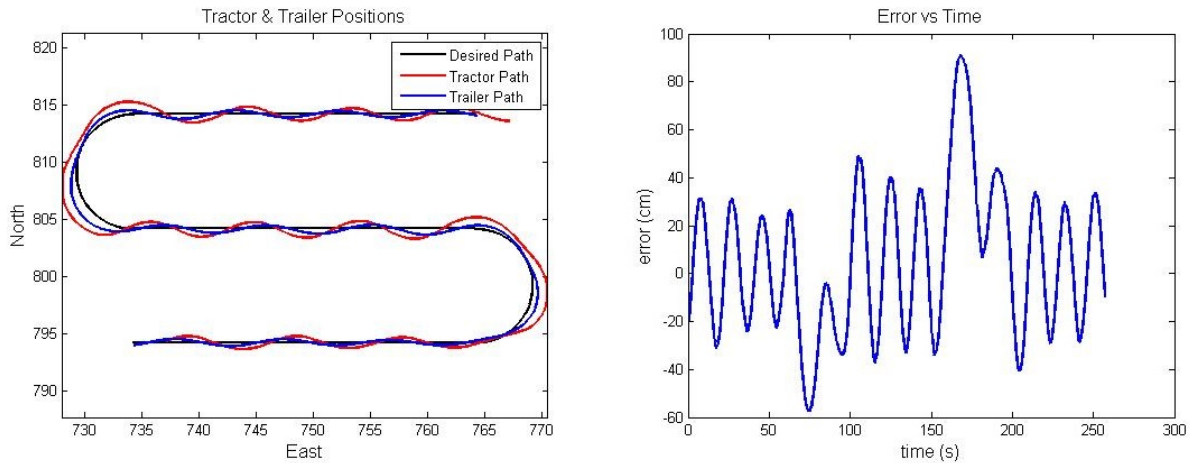 Tractor & Trailer Positions
820
815
810
805
800
795
790
North
Desired Path
Tractor Path
Trailer Path
730 735 740 745 750 755 760 765 770
East
Error vs Time
100
80
60
40
20
0
-20
-40
-60
error (cm)
0 50 100 150 200 250 300
time (s)